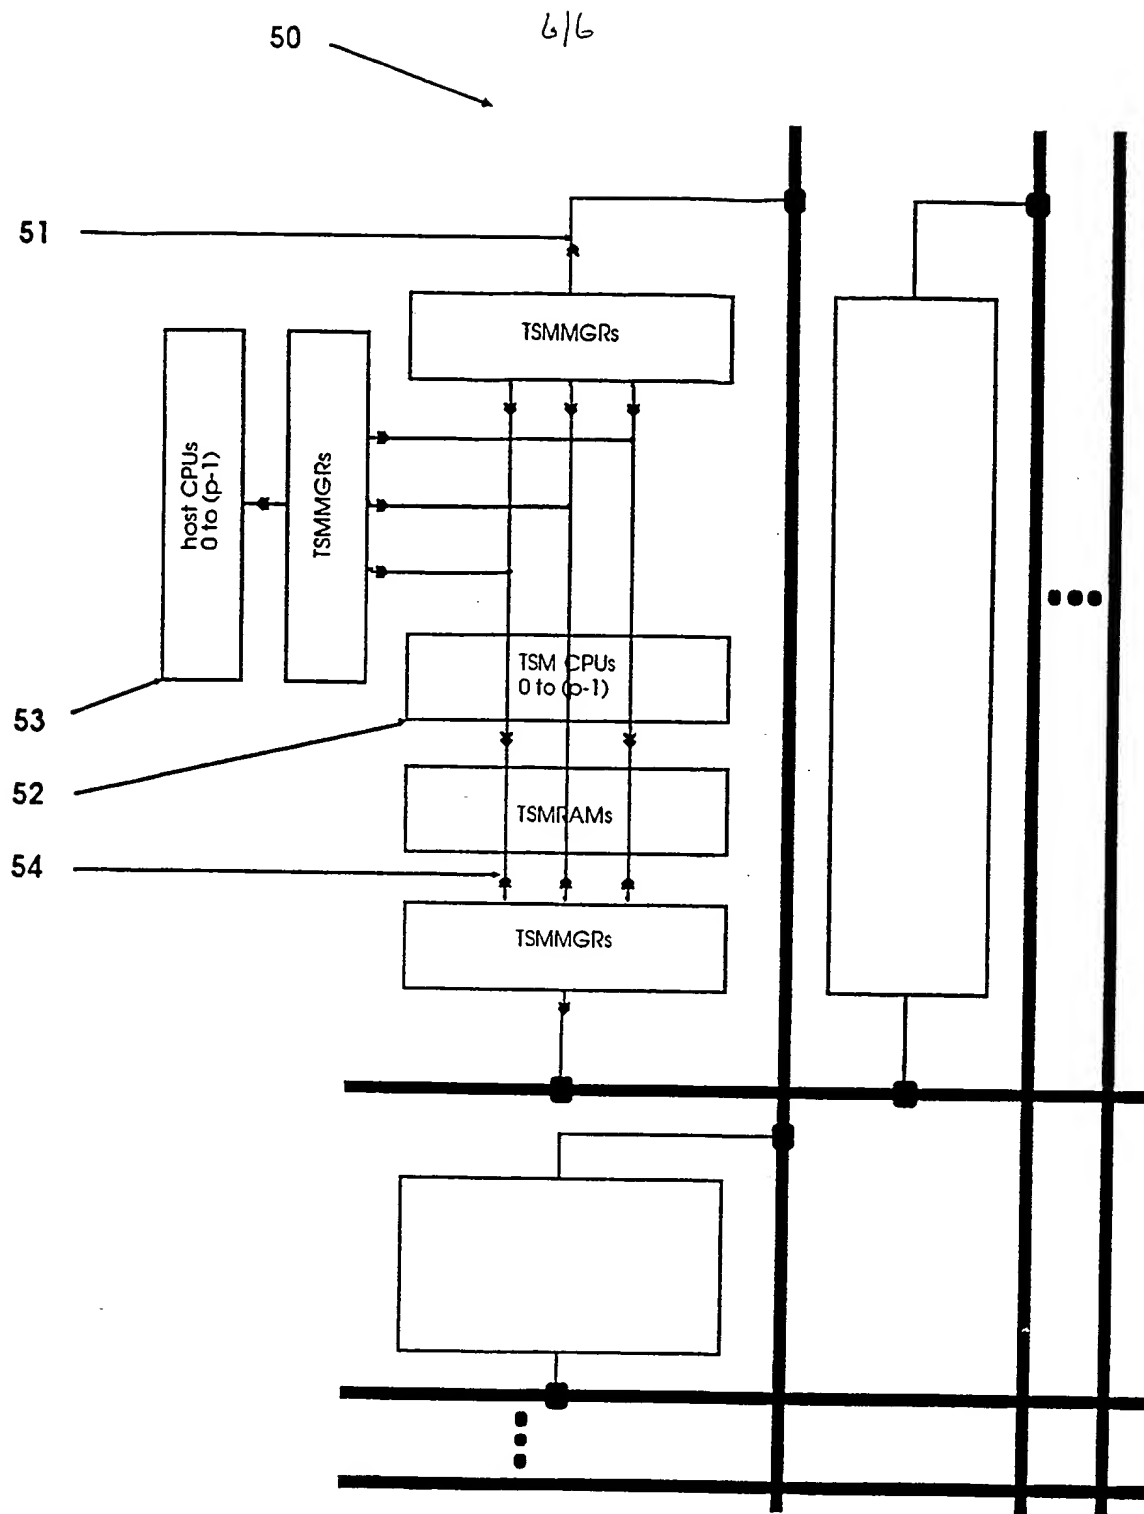 6/6
50
51
TSMMGRs
host CPUs
0 to (p-1)
TSMMGRs
TSM CPUs
0 to (p-1)
53
52
TSMRAMs
54
TSMMGRs